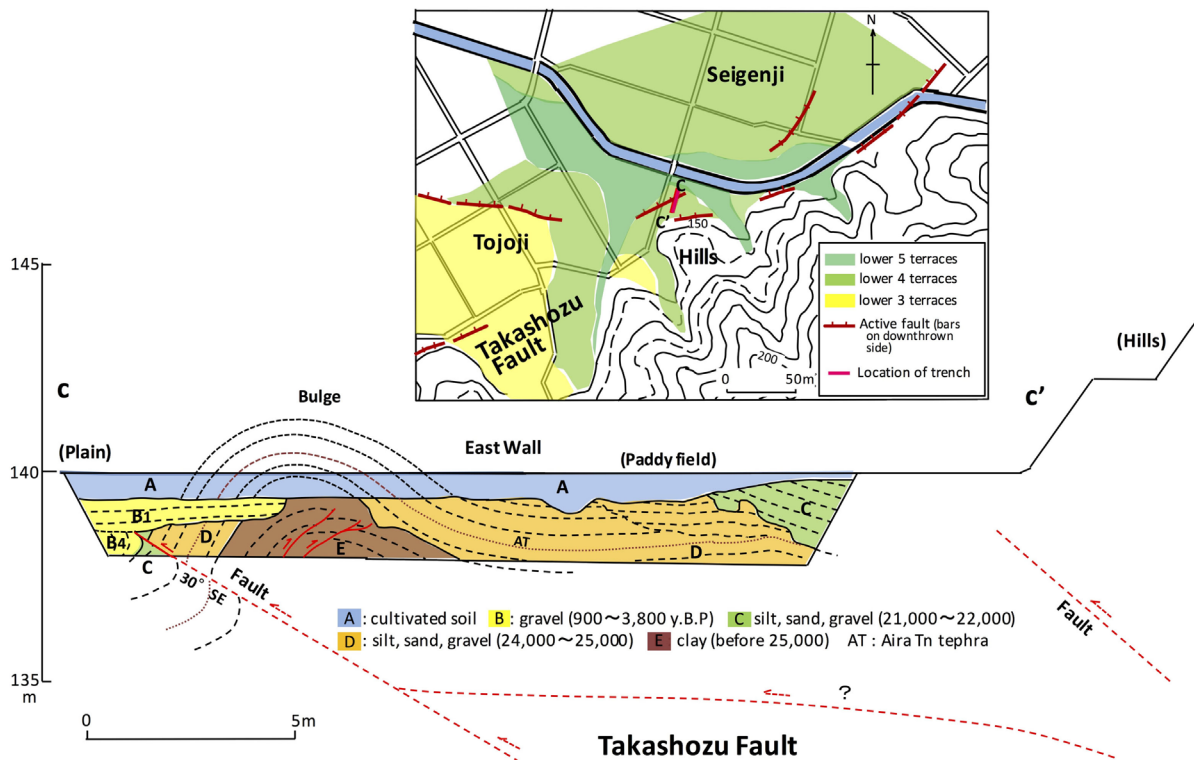 N
Seigenji
C
C'
150
Tojoji
Hills
Takashozu
Fault
200
0 50m
lower 5 terraces
lower 4 terraces
lower 3 terraces
Active fault (bars
on downthrown
side)
Location of trench
145
(Hills)
C
C'
Bulge
(Plain)
East Wall
(Paddy field)
140
A
A
B1
B4
D
E
AT
D
C
C
30° SE
Fault
Fault
A : cultivated soil B : gravel (900～3,800 y.B.P) C : silt, sand, gravel (21,000～22,000)
D : silt, sand, gravel (24,000～25,000) E : clay (before 25,000) AT : Aira Tn tephra
135
m
?
0 5m
Takashozu Fault